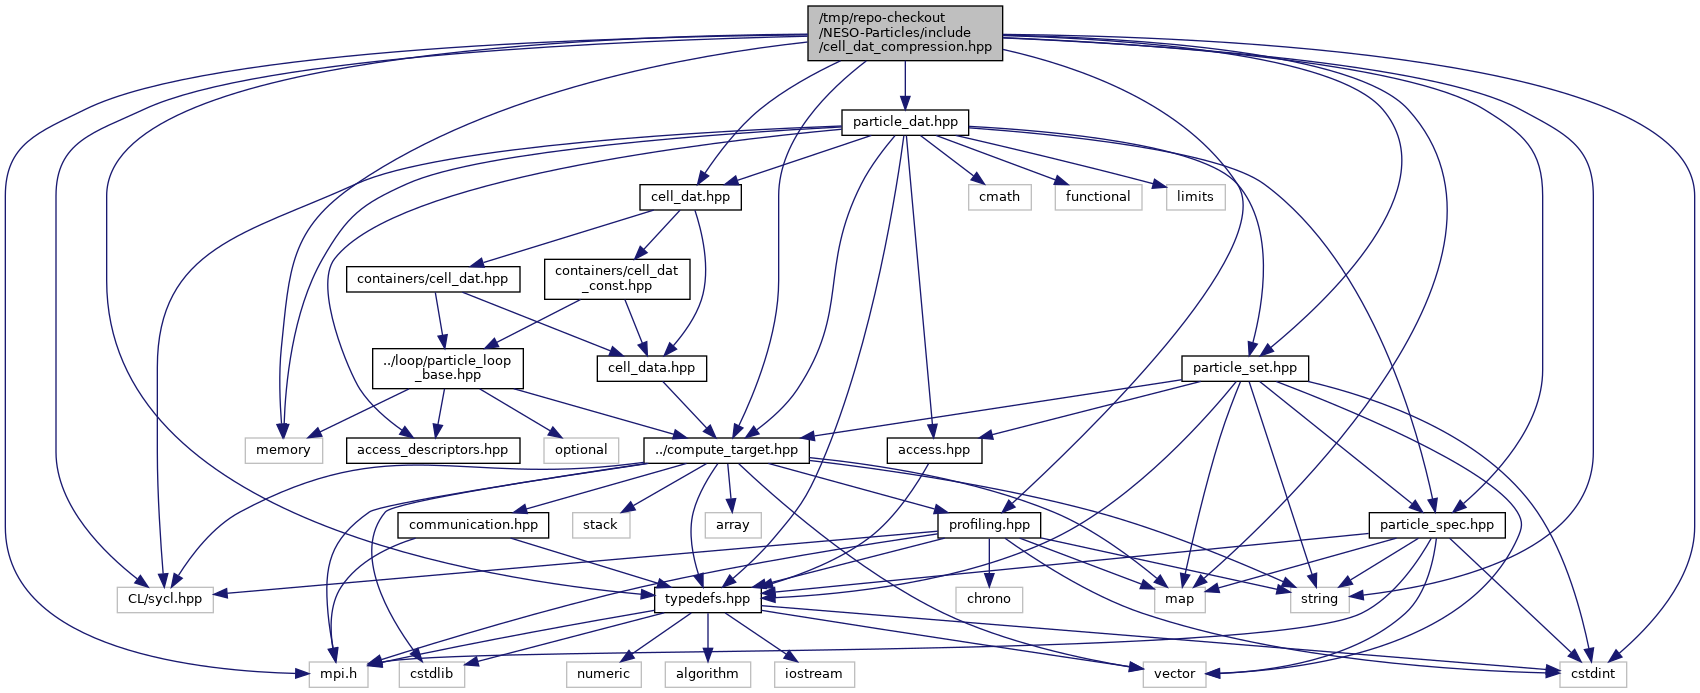 /tmp/repo-checkout
/NESO-Particles/include
/cell_dat_compression.hpp
particle_dat.hpp
cell_dat.hpp
cmath
functional
limits
containers/cell_dat.hpp
containers/cell_dat
_const.hpp
../loop/particle_loop
_base.hpp
cell_data.hpp
particle_set.hpp
memory
access_descriptors.hpp
optional
../compute_target.hpp
access.hpp
communication.hpp
stack
array
profiling.hpp
particle_spec.hpp
CL/sycl.hpp
typedefs.hpp
chrono
map
string
mpi.h
cstdlib
numeric
algorithm
iostream
vector
cstdint